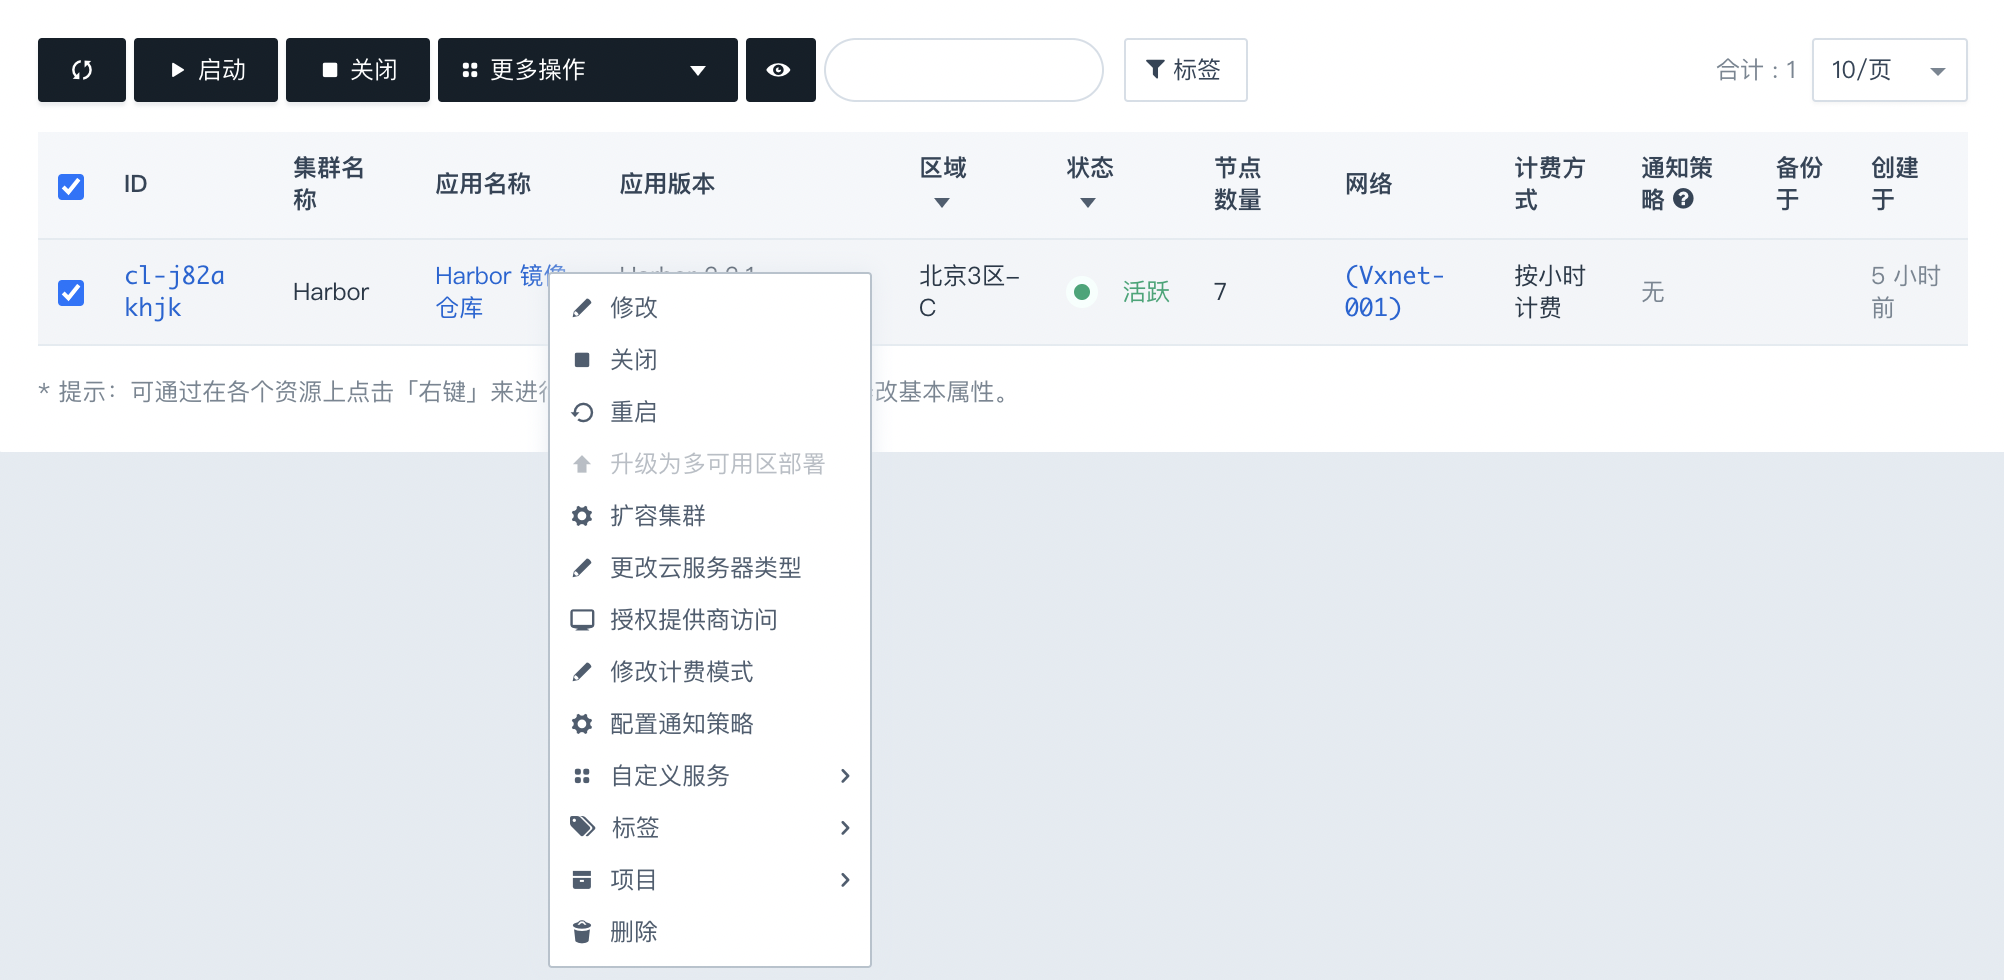 启动 关闭 更多操作 标签 合计 : 1 10/页
ID 集群名称 应用名称 应用版本 区域 状态 节点数量 网络 计费方式 通知策略 备份于 创建于
cl-j82akhjk Harbor Harbor 镜像仓库 北京3区-C 活跃 7 (Vxnet-001) 按小时计费 无 5 小时前
* 提示：可通过在各个资源上点击「右键」来进行 改基本属性。
修改
关闭
重启
升级为多可用区部署
扩容集群
更改云服务器类型
授权提供商访问
修改计费模式
配置通知策略
自定义服务
标签
项目
删除